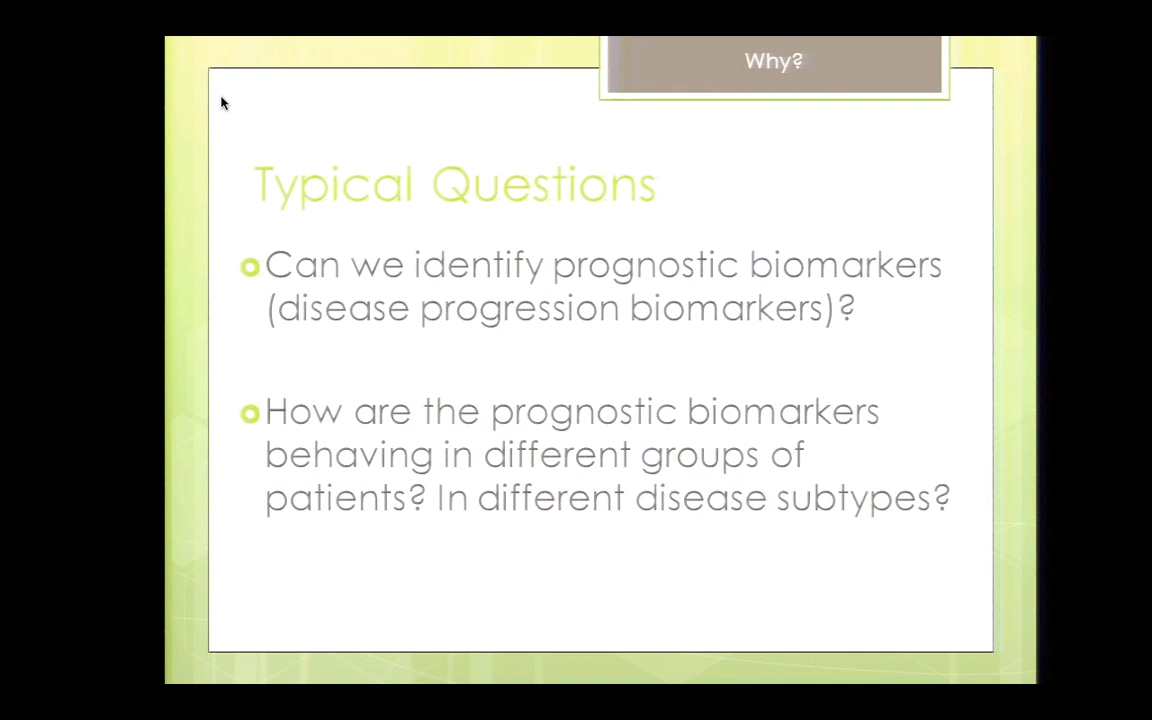 Why?
Typical Questions
Can we identify prognostic biomarkers
(disease progression biomarkers)?
How are the prognostic biomarkers
behaving in different groups of
patients? In different disease subtypes?